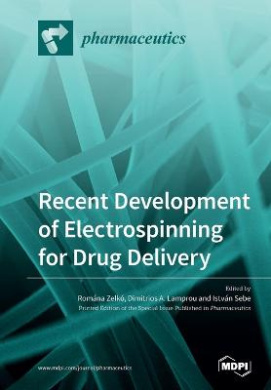 pharmaceutics
Recent Development
of Electrospinning
for Drug Delivery
Edited by
Romána Zelkó, Dimitrios A. Lamprou and István Sebe
Printed Edition of the Special Issue Published in Pharmaceutics
www.mdpi.com/journal/pharmaceutics
MDPI